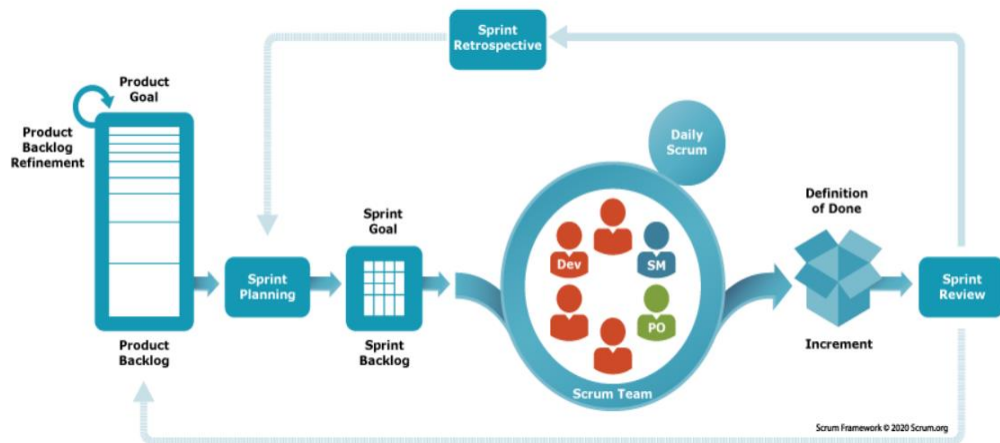 Sprint
Retrospective
Product
Goal
Product
Backlog
Refinement
Daily
Scrum
Definition
of Done
Sprint
Goal
Dev
SM
Sprint
Planning
Sprint
Review
PO
Product
Backlog
Sprint
Backlog
Increment
Scrum Team
Scrum Framework © 2020 Scrum.org